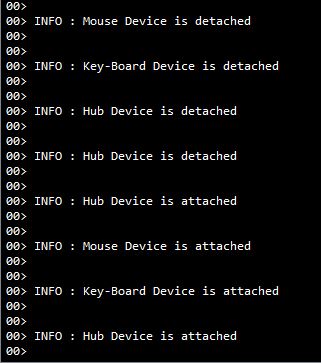 00>
00> INFO : Mouse Device is detached
00>
00>
00> INFO : Key-Board Device is detached
00>
00>
00> INFO : Hub Device is detached
00>
00>
00> INFO : Hub Device is detached
00>
00>
00> INFO : Hub Device is attached
00>
00>
00> INFO : Mouse Device is attached
00>
00>
00> INFO : Key-Board Device is attached
00>
00>
00> INFO : Hub Device is attached
00>